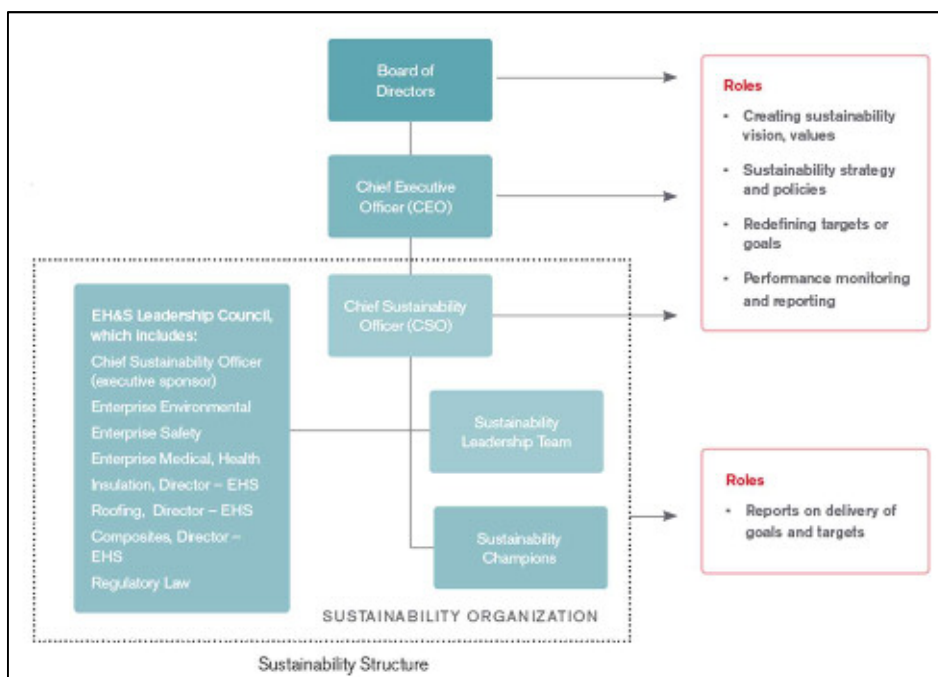 Board of
Directors
Chief Executive
Officer (CEO)
Chief Sustainability
Officer (CSO)
EH&S Leadership Council,
which includes:
Chief Sustainability Officer
(executive sponsor)
Enterprise Environmental
Enterprise Safety
Enterprise Medical, Health
Insulation, Director – EHS
Roofing, Director – EHS
Composites, Director –
EHS
Regulatory Law
Sustainability
Leadership Team
Sustainability
Champions
SUSTAINABILITY ORGANIZATION
Sustainability Structure
Roles
• Creating sustainability
vision, values
• Sustainability strategy
and policies
• Redefining targets or
goals
• Performance monitoring
and reporting
Roles
• Reports on delivery of
goals and targets